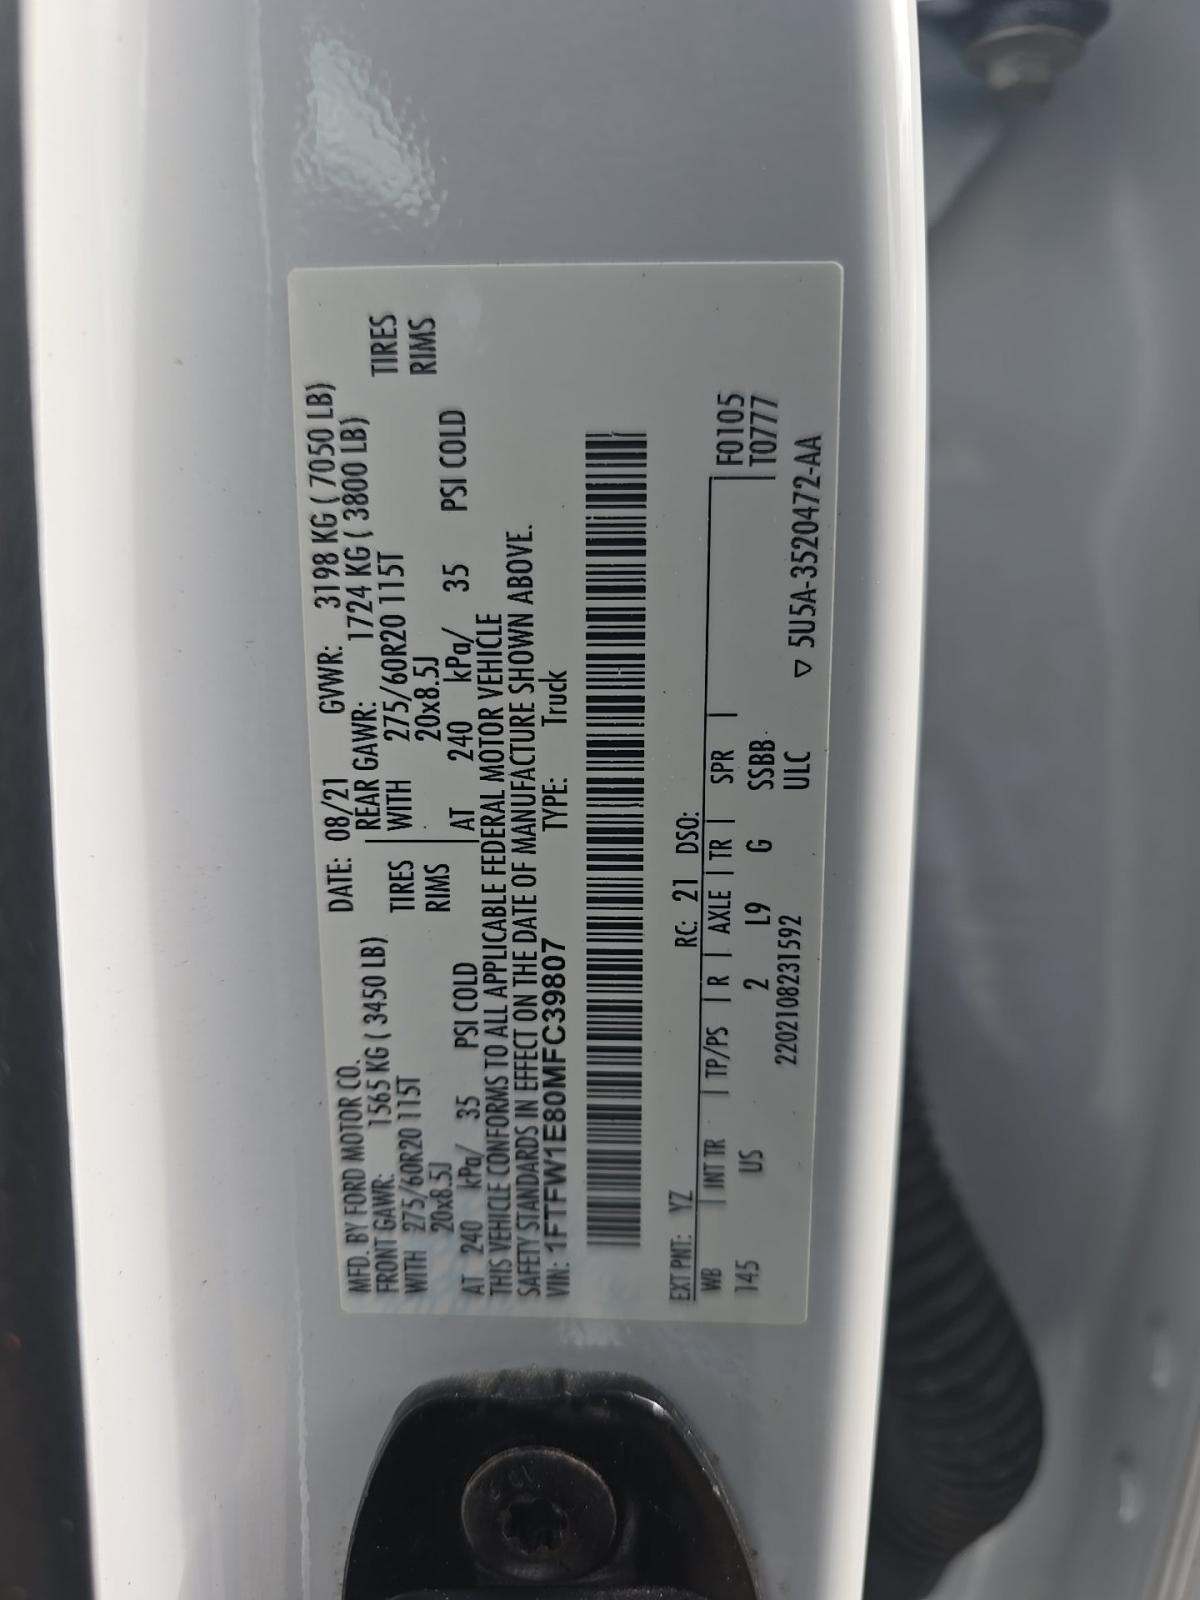 MFD. BY FORD MOTOR CO. DATE: 08/21 GVWR: 3198 KG ( 7050 LB)
FRONT GAWR: 1565 KG ( 3450 LB) REAR GAWR: 1724 KG ( 3800 LB)
WITH 275/60R20 115T TIRES WITH 275/60R20 115T TIRES
20x8.5J RIMS 20x8.5J RIMS
AT 240 kPa/ 35 PSI COLD AT 240 kPa/ 35 PSI COLD
THIS VEHICLE CONFORMS TO ALL APPLICABLE FEDERAL MOTOR VEHICLE
SAFETY STANDARDS IN EFFECT ON THE DATE OF MANUFACTURE SHOWN ABOVE.
VIN: 1FTFW1E80MFC39807 TYPE: Truck
EXT PNT: YZ RC: 21 DSO:
WB | INT TR | TP/PS | R | AXLE | TR | SPR | F0105
145 US 2 L9 G SSBB T0777
2202108231592 ULC ▽ 5U5A-3520472-AA